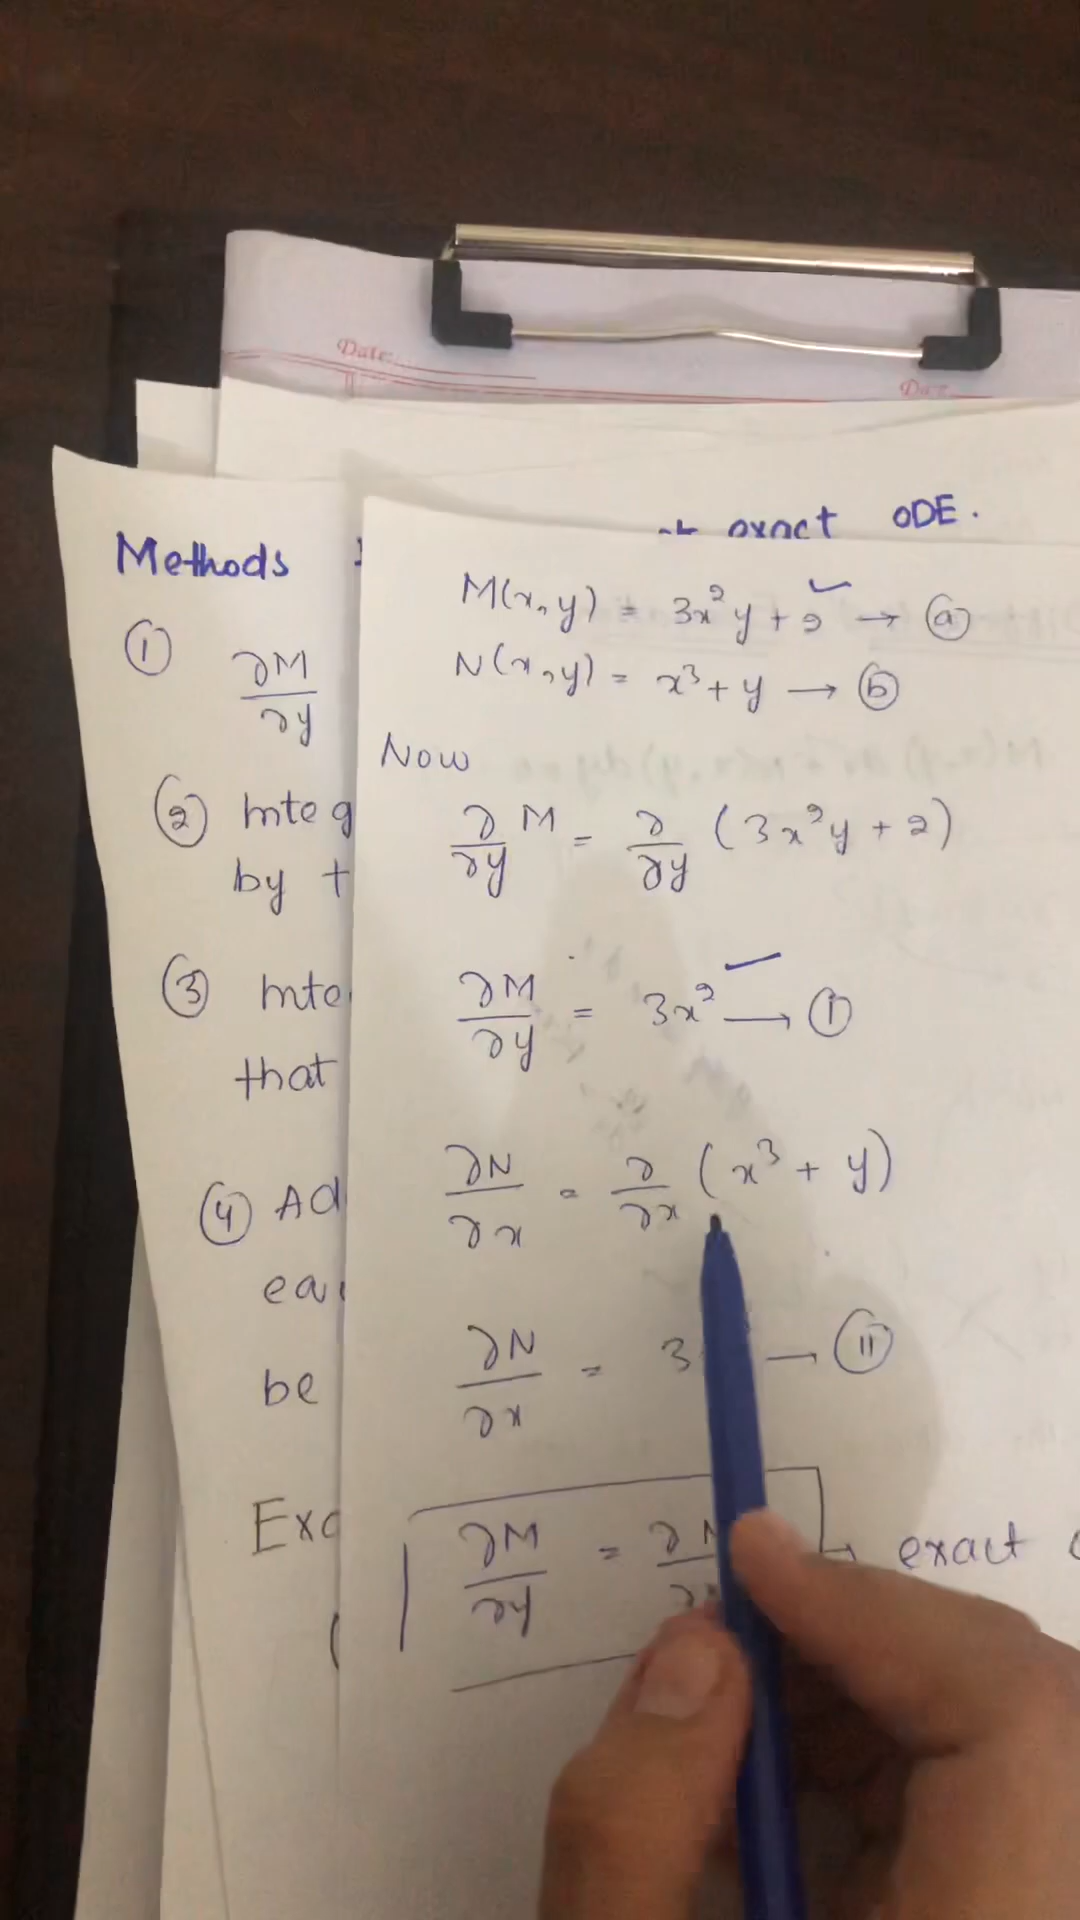 Date
Date
exact ODE.
Methods
① ∂M/∂y
② Integ
by t
③ Inte
that
④ Ad
ea
be
Exa
(
M(x,y) = 3x²y + 2 → ⓐ
N(x,y) = x³ + y → ⓑ
Now
∂/∂y M = ∂/∂y (3x²y + 2)
∂M/∂y = 3x² → Ⓘ
∂N/∂x = ∂/∂x (x³ + y)
∂N/∂x = 3 → ⓘⓘ
∂M/∂y = ∂N/∂x → exact